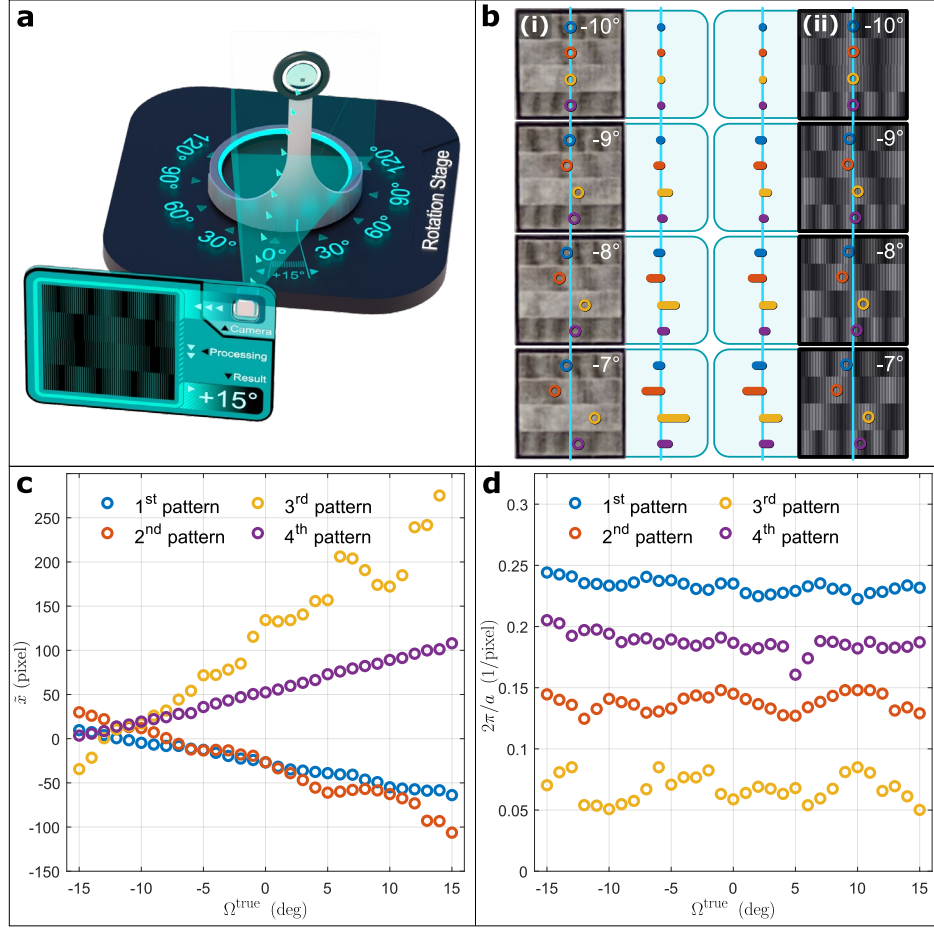 a
120° 90° 60° 30° 0° 30° 60° 90° 120°
+15°
Rotation Stage
Camera
Processing
Result
+15°
b
(i) -10° (ii) -10°
-9° -9°
-8° -8°
-7° -7°
c
1st pattern 3rd pattern
2nd pattern 4th pattern
250
200
150
100
50
0
-50
-100
-150
x̃ (pixel)
-15 -10 -5 0 5 10 15
Ωtrue (deg)
d
1st pattern 3rd pattern
2nd pattern 4th pattern
0.3
0.25
0.2
0.15
0.1
0.05
0
2π/a (1/pixel)
-15 -10 -5 0 5 10 15
Ωtrue (deg)